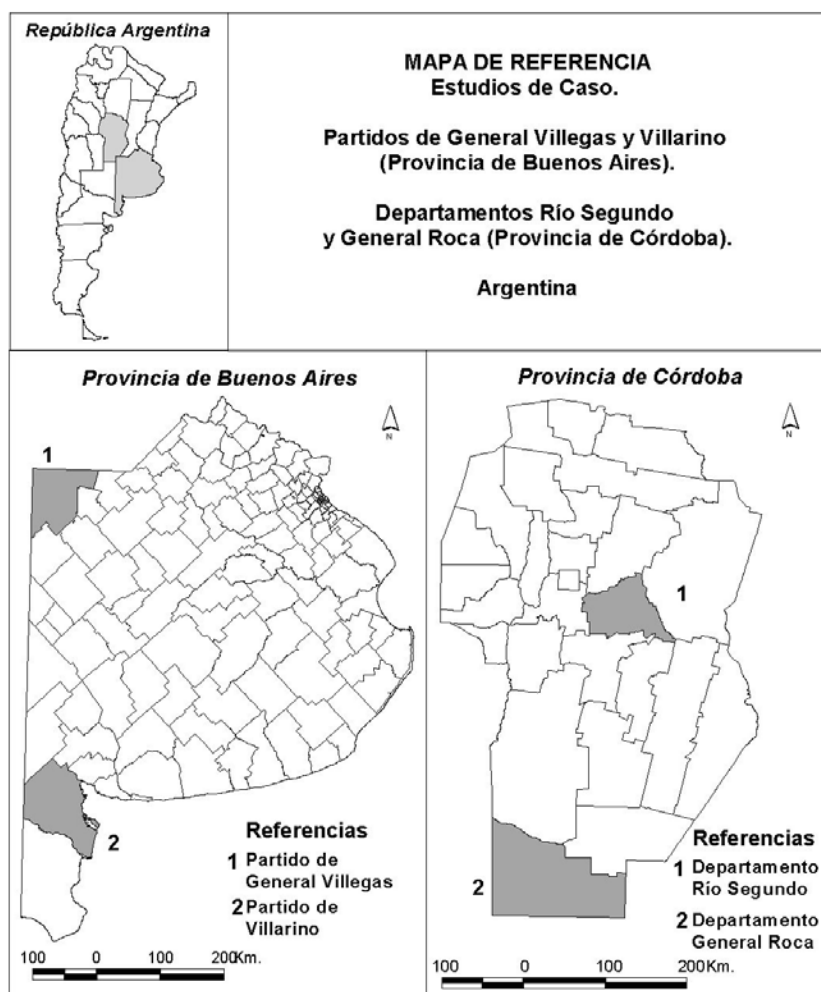 República Argentina
MAPA DE REFERENCIA
Estudios de Caso.
Partidos de General Villegas y Villarino
(Provincia de Buenos Aires).
Departamentos Río Segundo
y General Roca (Provincia de Córdoba).
Argentina
Provincia de Buenos Aires
N
1
2
Referencias
1 Partido de
General Villegas
2 Partido de
Villarino
100 0 100 200Km.
Provincia de Córdoba
N
1
2
Referencias
1 Departamento
Río Segundo
2 Departamento
General Roca
100 0 100 200Km.